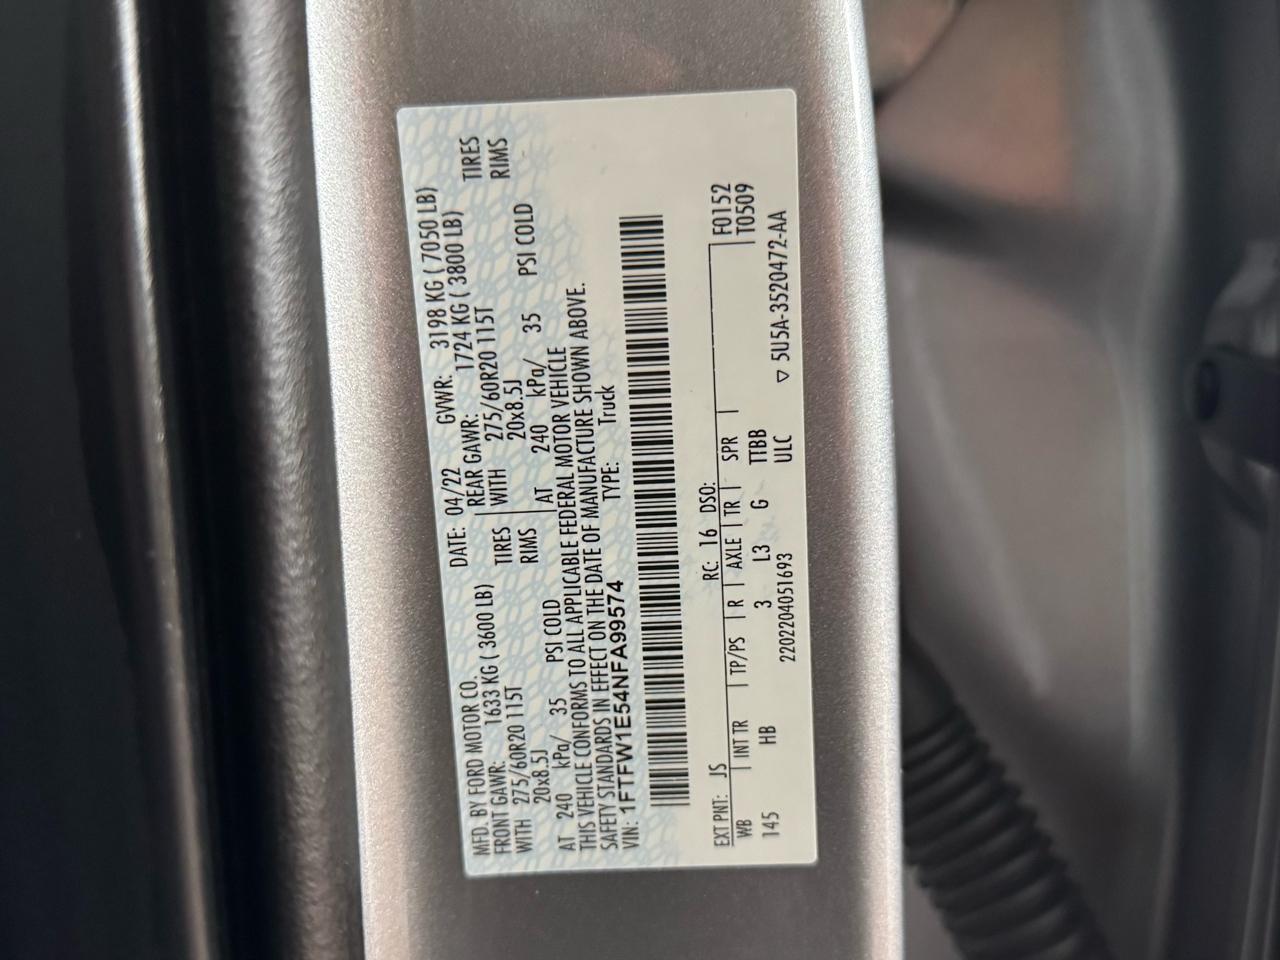 MFD. BY FORD MOTOR CO. DATE: 04/22 GVWR: 3198 KG ( 7050 LB)
FRONT GAWR: 1633 KG ( 3600 LB) REAR GAWR: 1724 KG ( 3800 LB)
WITH 275/60R20 115T TIRES WITH 275/60R20 115T TIRES
20x8.5J RIMS 20x8.5J RIMS
AT 240 kPa/ 35 PSI COLD AT 240 kPa/ 35 PSI COLD
THIS VEHICLE CONFORMS TO ALL APPLICABLE FEDERAL MOTOR VEHICLE
SAFETY STANDARDS IN EFFECT ON THE DATE OF MANUFACTURE SHOWN ABOVE.
VIN: 1FTFW1E54NFA99574 TYPE: Truck
EXT PNT: JS RC: 16 DSO: F0152
WB INT TR TP/PS R AXLE TR SPR T0509
145 HB 3 L3 G TTBB
2202204051693 ULC ▽ 5U5A-3520472-AA